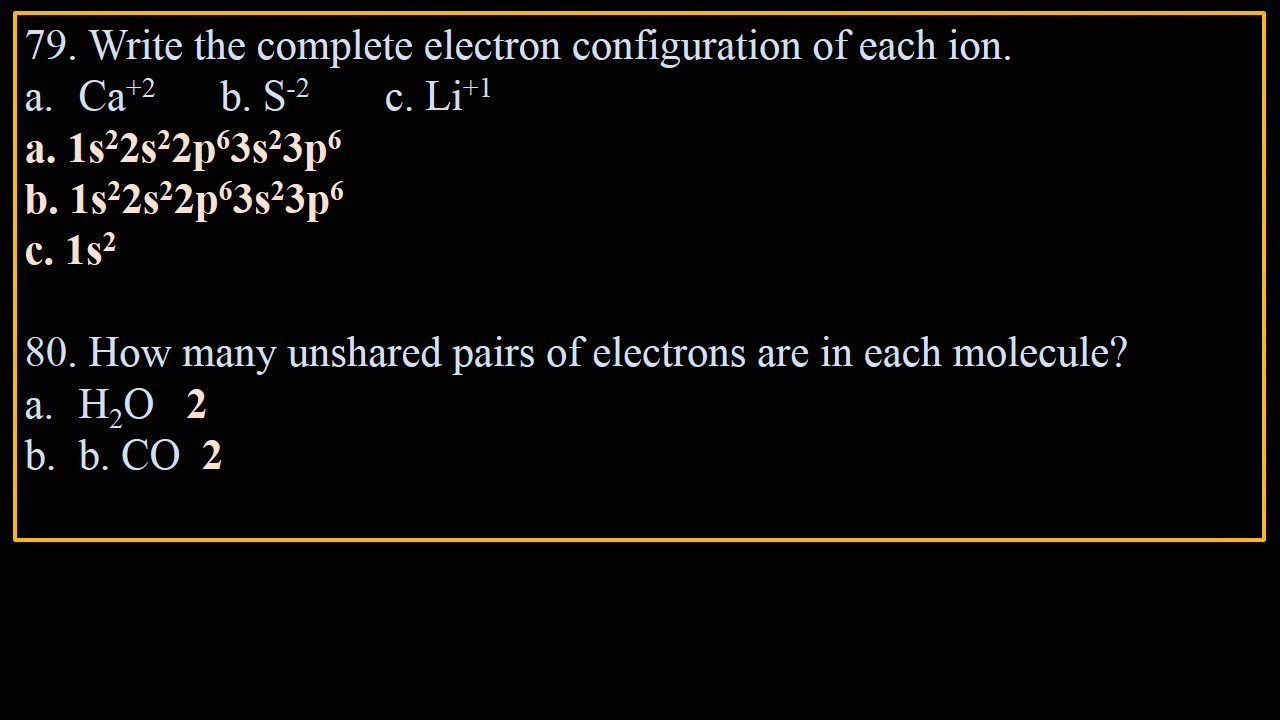 79. Write the complete electron configuration of each ion.
a. Ca⁺² b. S⁻² c. Li⁺¹
a. 1s²2s²2p⁶3s²3p⁶
b. 1s²2s²2p⁶3s²3p⁶
c. 1s²
80. How many unshared pairs of electrons are in each molecule?
a. H₂O 2
b. b. CO 2